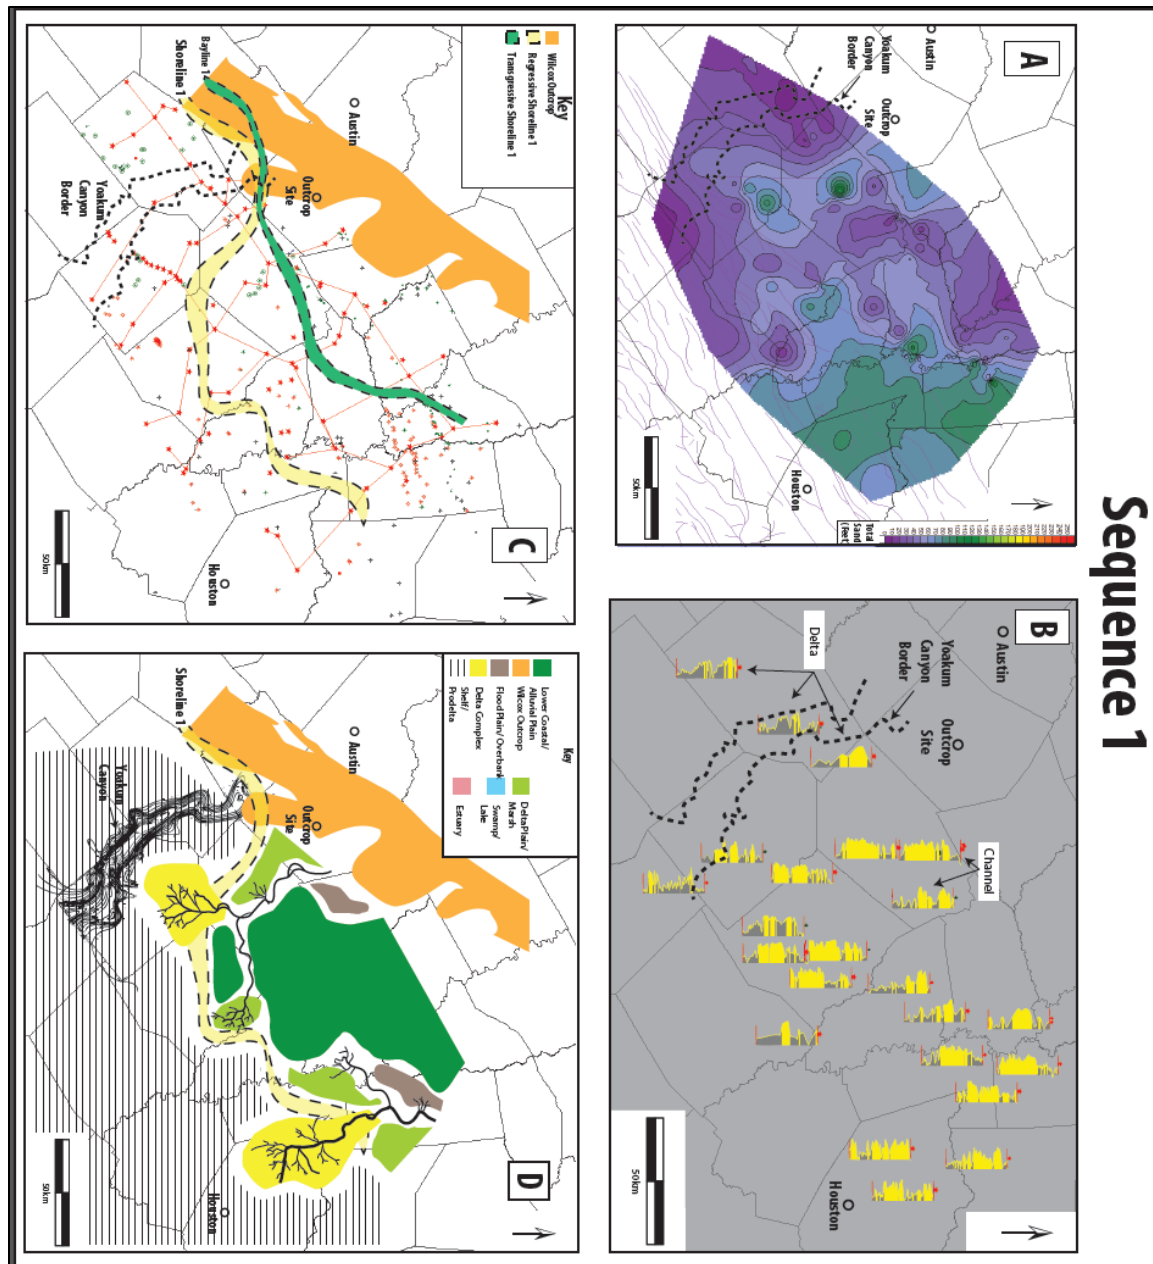 Sequence 1
A
Austin
Yoakum
Canyon
Border
Outcrop
Site
Houston
50km
Total
Sand
(Feet)
B
Austin
Yoakum
Canyon
Border
Outcrop
Site
Delta
Channel
Houston
50km
C
Key
Wilcox Outcrop
Regressive Shoreline 1
Transgressive Shoreline 1
Austin
Outcrop
Site
Bayline 14
Shoreline 1
Yoakum
Canyon
Border
Houston
50km
D
Key
Lower Coastal/
Alluvial Plain
Wilcox Outcrop
Flood Plain/ Overbank
Delta Complex
Shelf/
Prodelta
Delta Plain/
Marsh
Swamp/
Lake
Estuary
Austin
Outcrop
Site
Shoreline 1
Yoakum
Canyon
Houston
50km